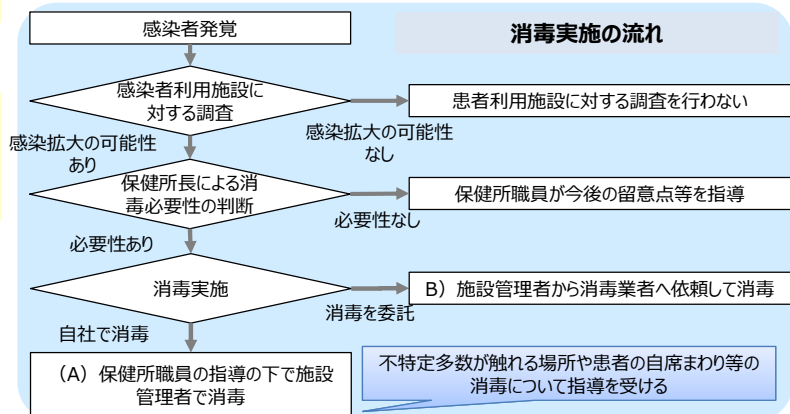 感染者発覚
消毒実施の流れ
感染者利用施設に
対する調査
患者利用施設に対する調査を行わない
感染拡大の可能性
なし
感染拡大の可能性
あり
保健所長による消
毒必要性の判断
保健所職員が今後の留意点等を指導
必要性なし
必要性あり
消毒実施
B）施設管理者から消毒業者へ依頼して消毒
消毒を委託
自社で消毒
（A）保健所職員の指導の下で施設
管理者で消毒
不特定多数が触れる場所や患者の自席まわり等の
消毒について指導を受ける